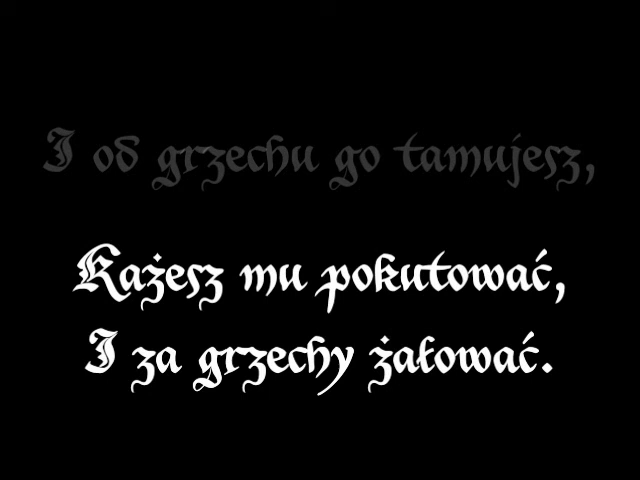 I od grzechu go tamujesz,
Każesz mu pokutować,
I za grzechy żałować.